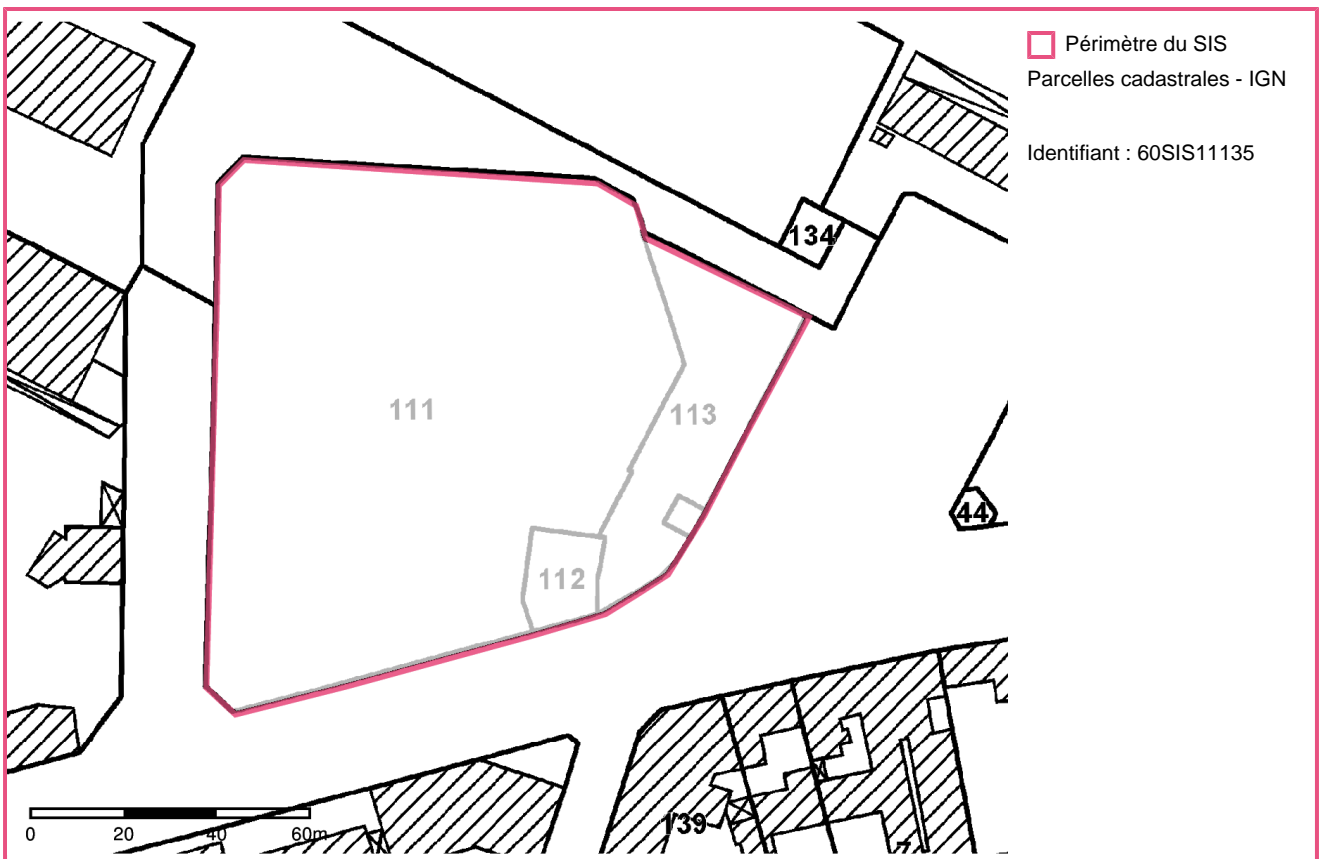 Périmètre du SIS
Parcelles cadastrales - IGN
Identifiant : 60SIS11135
134
111
113
44
112
139
0 20 40 60m